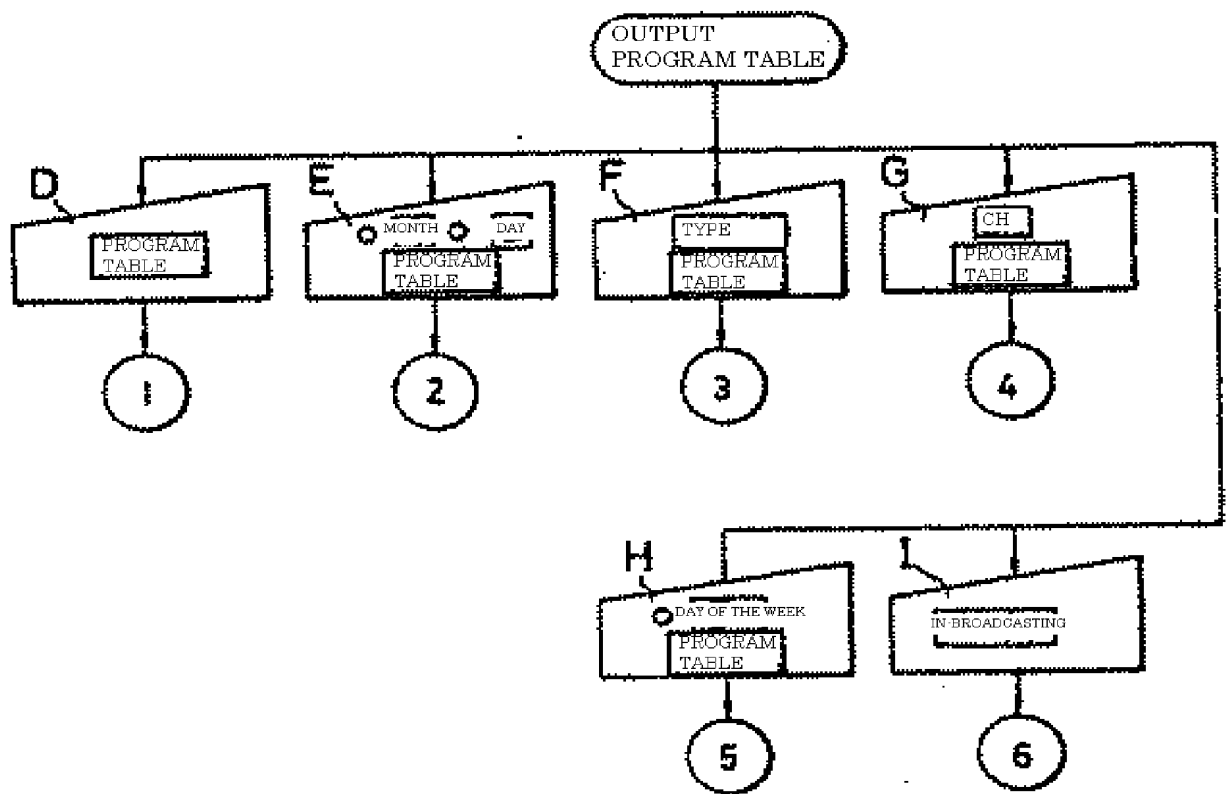 OUTPUT
PROGRAM TABLE
D
PROGRAM
TABLE
1
E
MONTH DAY
PROGRAM
TABLE
2
F
TYPE
PROGRAM
TABLE
3
G
CH
PROGRAM
TABLE
4
H
DAY OF THE WEEK
PROGRAM
TABLE
5
I
IN-BROADCASTING
6